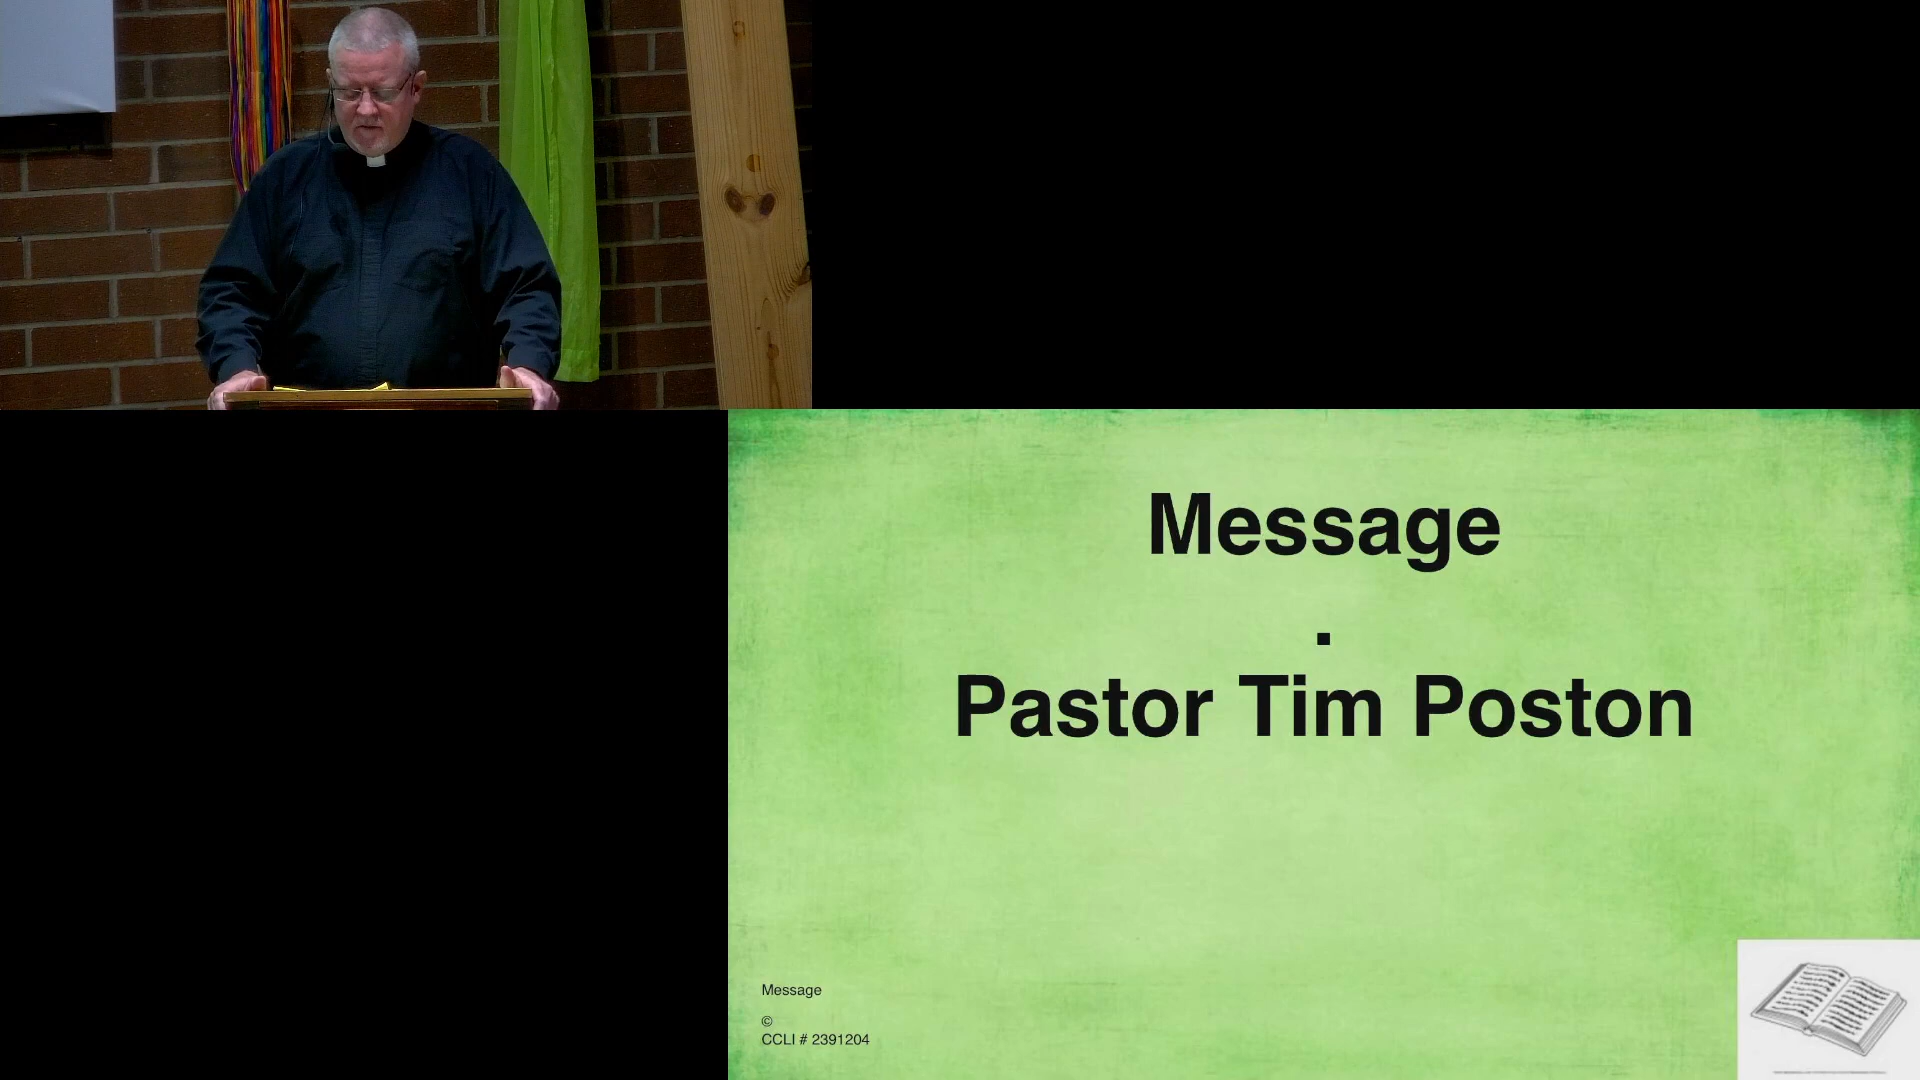 Message
.
Pastor Tim Poston
Message
©
CCLI # 2391204